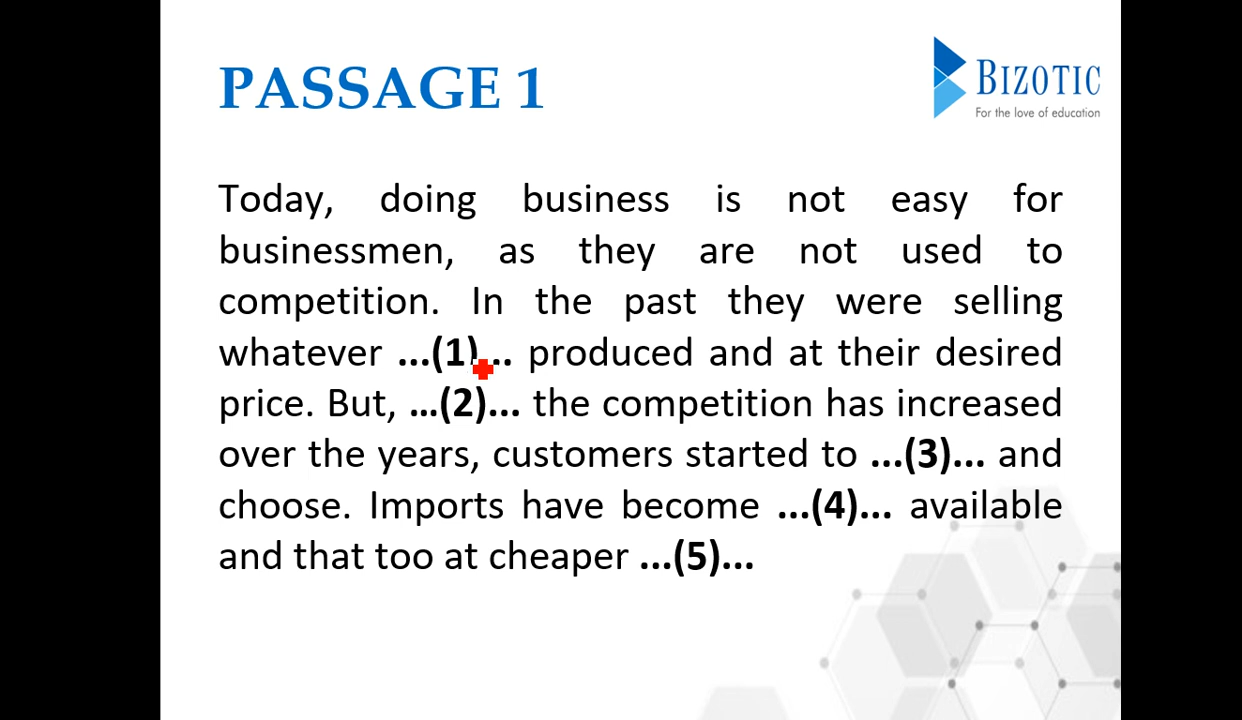 PASSAGE 1
BIZOTIC
For the love of education
Today, doing business is not easy for
businessmen, as they are not used to
competition. In the past they were selling
whatever ...(1)... produced and at their desired
price. But, ...(2)... the competition has increased
over the years, customers started to ...(3)... and
choose. Imports have become ...(4)... available
and that too at cheaper ...(5)...